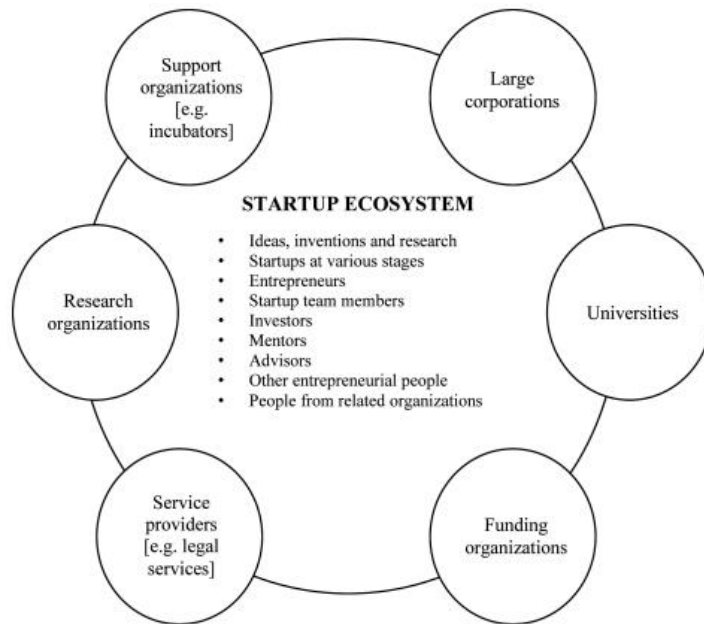 Support
organizations
[e.g.
incubators]
Large
corporations
STARTUP ECOSYSTEM
• Ideas, inventions and research
• Startups at various stages
• Entrepreneurs
• Startup team members
• Investors
• Mentors
• Advisors
• Other entrepreneurial people
• People from related organizations
Research
organizations
Universities
Service
providers
[e.g. legal
services]
Funding
organizations